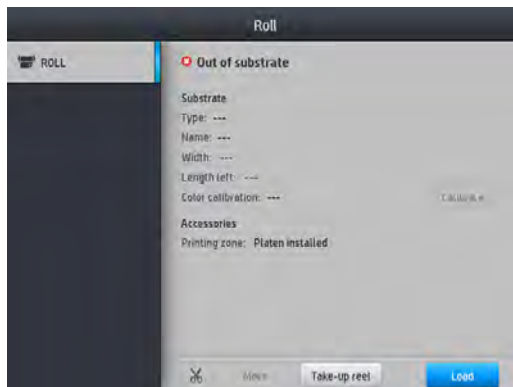 Roll
ROLL
Out of substrate
Substrate
Type: ---
Name: ---
Width: ---
Length left: ---
Color calibration: --- Calibrate
Accessories
Printing zone: Platen installed
Move Take-up reel Load